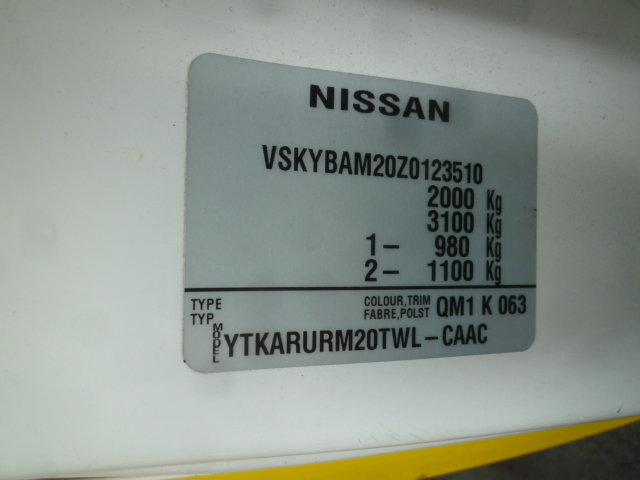 NISSAN
VSKYBAM20Z0123510
2000 Kg
3100 Kg
1- 980 Kg
2- 1100 Kg
TYPE COLOUR,TRIM QM1 K 063
TYP FABRE,POLST
MODEL YTKARURM20TWL-CAAC